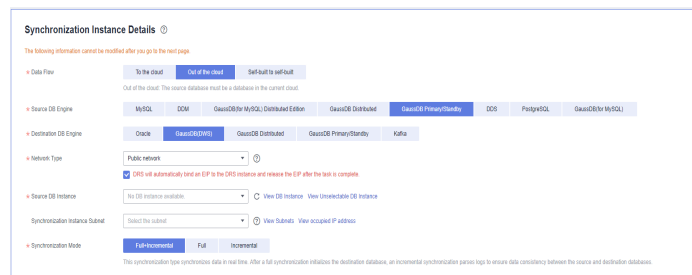 Synchronization Instance Details
The following information cannot be modified after you go to the next page.
* Data Flow To the cloud Out of the cloud Self-built to self-built
Out of the cloud: The source database must be a database in the current cloud.
* Source DB Engine MySQL DDM GaussDB(for MySQL) Distributed Edition GaussDB Distributed GaussDB Primary/Standby DDS PostgreSQL GaussDB(for MySQL)
* Destination DB Engine Oracle GaussDB(DWS) GaussDB Distributed GaussDB Primary/Standby Kafka
* Network Type Public network
DRS will automatically bind an EIP to the DRS instance and release the EIP after the task is complete.
* Source DB Instance No DB instance available. View DB Instance View Unselectable DB Instance
Synchronization Instance Subnet Select the subnet View Subnets View occupied IP address
* Synchronization Mode Full+Incremental Full Incremental
This synchronization type synchronizes data in real time. After a full synchronization initializes the destination database, an incremental synchronization parses logs to ensure data consistency between the source and destination databases.